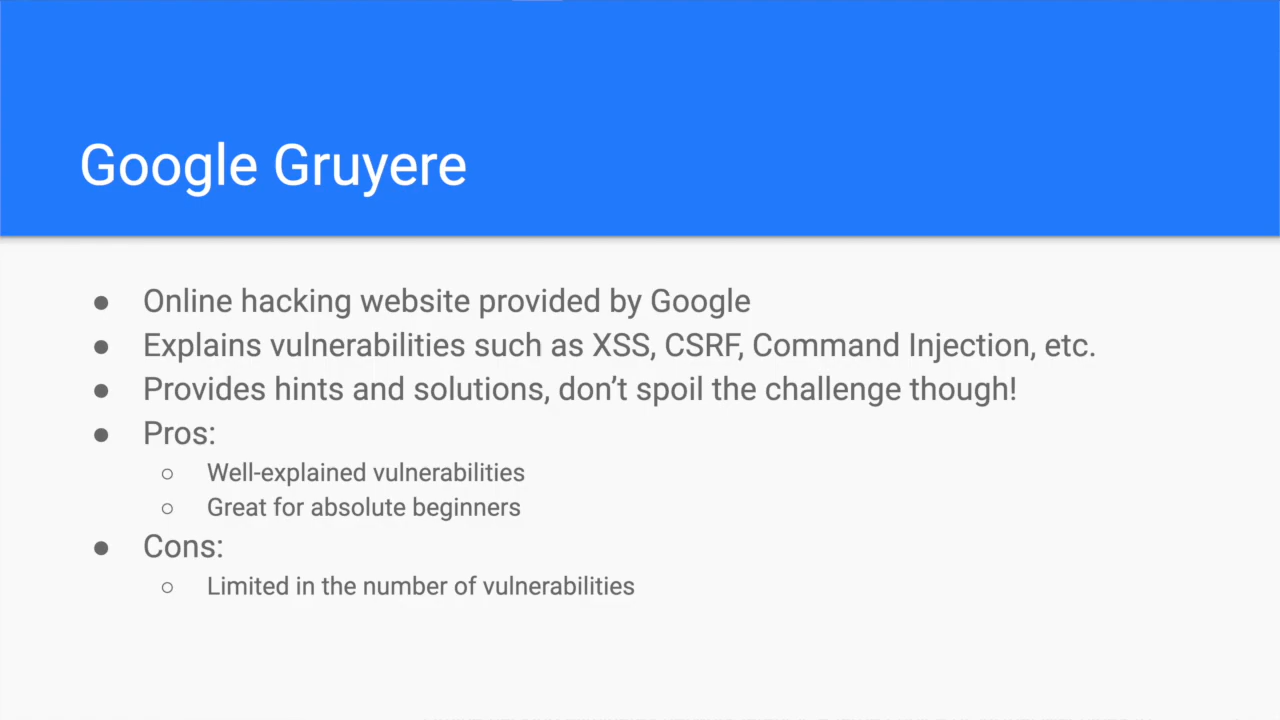 Google Gruyere
● Online hacking website provided by Google
● Explains vulnerabilities such as XSS, CSRF, Command Injection, etc.
● Provides hints and solutions, don’t spoil the challenge though!
● Pros:
○ Well-explained vulnerabilities
○ Great for absolute beginners
● Cons:
○ Limited in the number of vulnerabilities